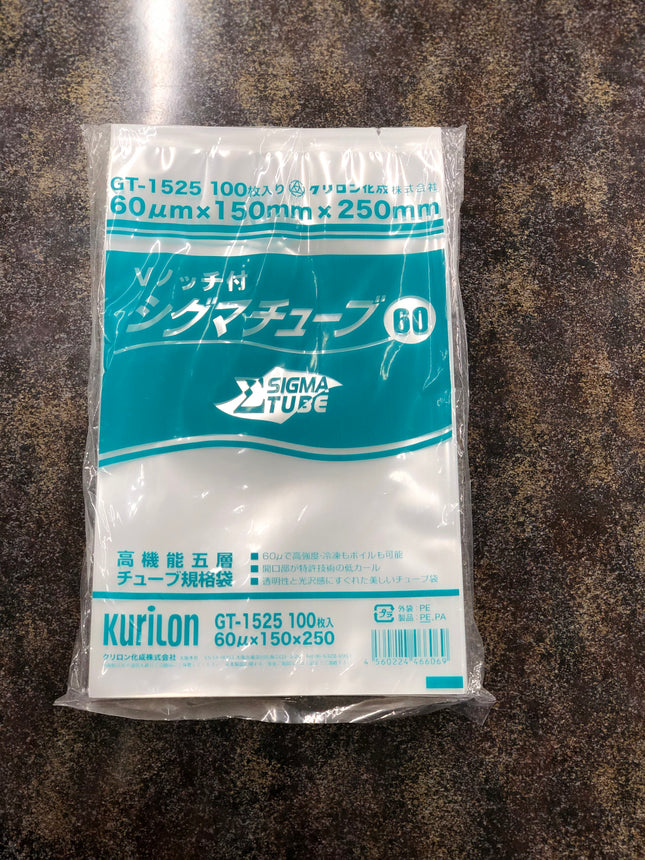 GT-1525 100枚入り クリロン化成株式会社
60μm×150mm×250mm
Vノッチ付
シグマチューブ 60
Σ SIGMA
TUBE
高機能五層
チューブ規格袋
■ 60μで高強度・冷凍もボイルも可能
■ 開口部が特許技術の低カール
■ 透明性と光沢感にすぐれた美しいチューブ袋
Kurilon
GT-1525 100枚入
60μ×150×250
クリロン化成株式会社
プラ
外袋: PE
製品: PE, PA
4 560224 466069